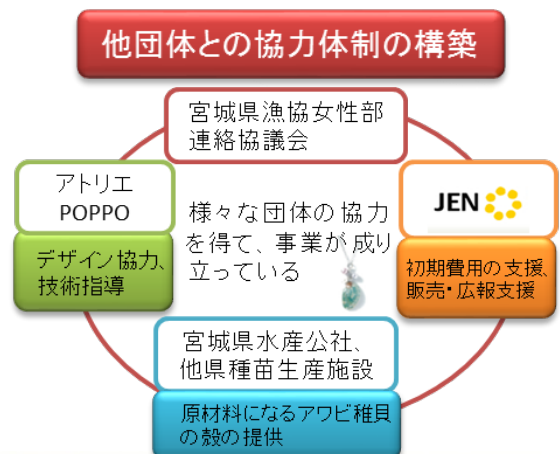 他団体との協力体制の構築
宮城県漁協女性部
連絡協議会
アトリエ
POPPO
デザイン協力、
技術指導
様々な団体の協力
を得て、事業が成り
立っている
JEN
初期費用の支援、
販売・広報支援
宮城県水産公社、
他県種苗生産施設
原材料になるアワビ稚貝
の殻の提供